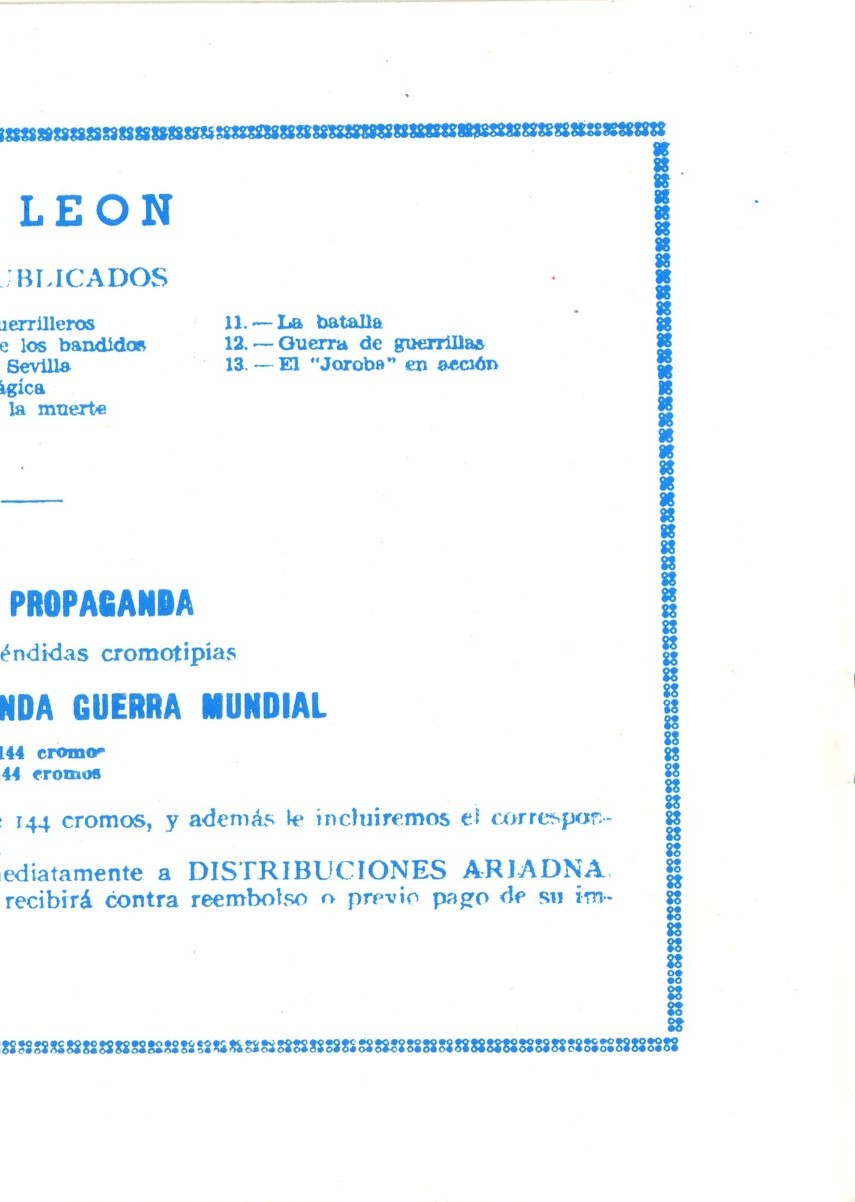 LEON
UBLICADOS
uerrilleros
e los bandidos
Sevilla
ágica
la muerte
11. — La batalla
12. — Guerra de guerrillas
13. — El "Joroba" en acción
PROPAGANDA
éndidas cromotipias
NDA GUERRA MUNDIAL
144 cromos
44 cromos
e 144 cromos, y además le incluiremos el correspon-
nediatamente a DISTRIBUCIONES ARIADNA,
recibirá contra reembolso o previo pago de su im-